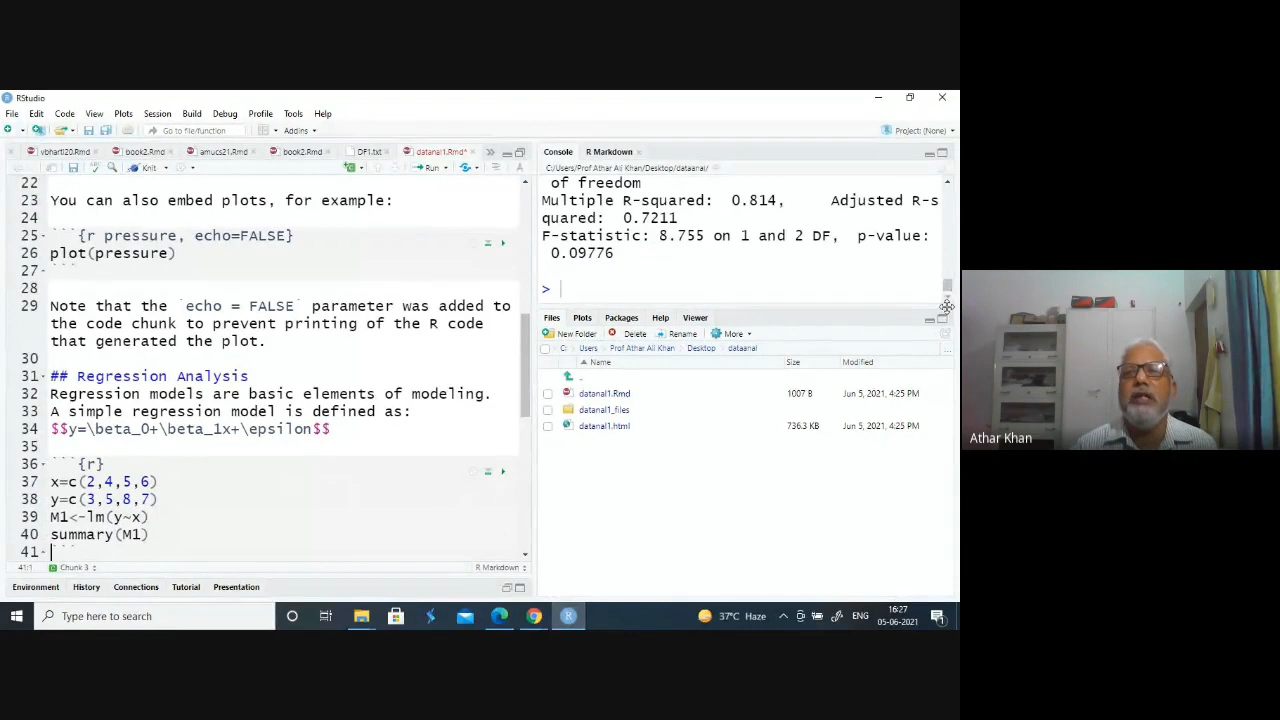 RStudio
File Edit Code View Plots Session Build Debug Profile Tools Help
Go to file/function Addins Project: (None)
vbharti20.Rmd book2.Rmd amucs21.Rmd book2.Rmd DF1.txt datanal1.Rmd*
Knit Run
22
23 You can also embed plots, for example:
24
25 ```{r pressure, echo=FALSE}
26 plot(pressure)
27 ```
28
29 Note that the `echo = FALSE` parameter was added to
the code chunk to prevent printing of the R code
that generated the plot.
30
31 ## Regression Analysis
32 Regression models are basic elements of modeling.
33 A simple regression model is defined as:
34 $$y=\beta_0+\beta_1x+\epsilon$$
35
36 ```{r}
37 x=c(2,4,5,6)
38 y=c(3,5,8,7)
39 M1<-lm(y~x)
40 summary(M1)
41 ```
41:1 Chunk 3 R Markdown
Environment History Connections Tutorial Presentation
Console R Markdown
C:/Users/Prof Athar Ali Khan/Desktop/dataanal/
of freedom
Multiple R-squared: 0.814, Adjusted R-s
quared: 0.7211
F-statistic: 8.755 on 1 and 2 DF, p-value:
0.09776
>
Files Plots Packages Help Viewer
New Folder Delete Rename More
C: Users Prof Athar Ali Khan Desktop dataanal ...
Name Size Modified
..
datanal1.Rmd 1007 B Jun 5, 2021, 4:25 PM
datanal1_files
datanal1.html 736.3 KB Jun 5, 2021, 4:25 PM
Athar Khan
Type here to search
37°C Haze ENG 16:27
05-06-2021
1